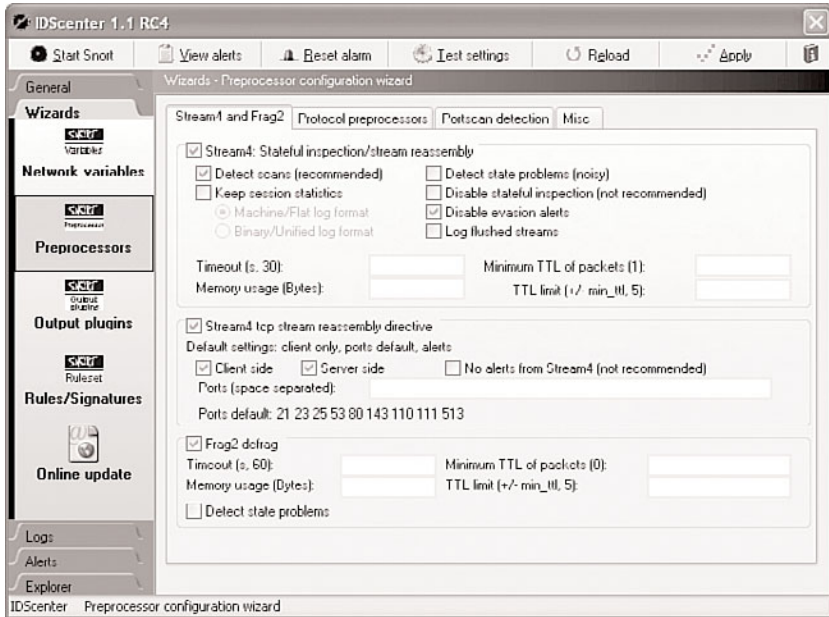 IDScenter 1.1 RC4
Start Snort View alerts Reset alarm Test settings Reload Apply
General
Wizards - Preprocessor configuration wizard
Wizards
Variables
Network variables
Preprocessors
Output plugins
Output plugins
Ruleset
Rules/Signatures
Online update
Logs
Alerts
Explorer
Stream4 and Frag2 Protocol preprocessors Portscan detection Misc
Stream4: Stateful inspection/stream reassembly
Detect scans (recommended) Detect state problems (noisy)
Keep session statistics Disable stateful inspection (not recommended)
Machine/Flat log format Disable evasion alerts
Binary/Unified log format Log flushed streams
Timeout (s, 30): Minimum TTL of packets (1):
Memory usage (Bytes): TTL limit (+/- min_ttl, 5):
Stream4 tcp stream reassembly directive
Default settings: client only, ports default, alerts
Client side Server side No alerts from Stream4 (not recommended)
Ports (space separated):
Ports default: 21 23 25 53 80 143 110 111 513
Frag2 defrag
Timeout (s, 60): Minimum TTL of packets (0):
Memory usage (Bytes): TTL limit (+/- min_ttl, 5):
Detect state problems
IDScenter Preprocessor configuration wizard